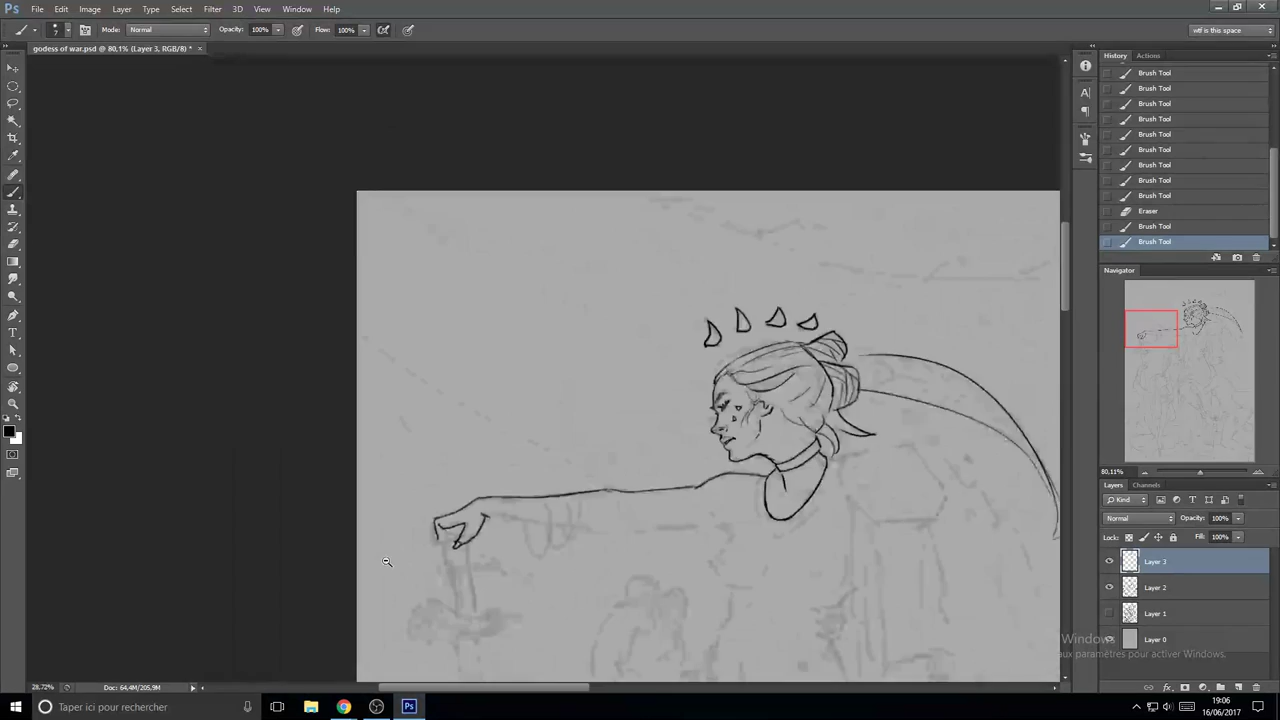 Ps File Edit Image Layer Type Select Filter 3D View Window Help
7 Mode: Normal Opacity: 100% Flow: 100% wtf is this space
godess of war.psd @ 80,1% (Layer 3, RGB/8) * ×
History Actions
Brush Tool
Brush Tool
Brush Tool
Brush Tool
Brush Tool
Brush Tool
Brush Tool
Brush Tool
Brush Tool
Eraser
Brush Tool
Brush Tool
Navigator
80,11%
Layers
Kind
Normal Opacity: 100%
Lock: Fill: 100%
Layer 3
Layer 2
Layer 1
Layer 0
Windows
aux paramètres pour activer Windows.
28,72% Doc: 64,4M/205,9M
Taper ici pour rechercher
Ps
19:06
16/06/2017